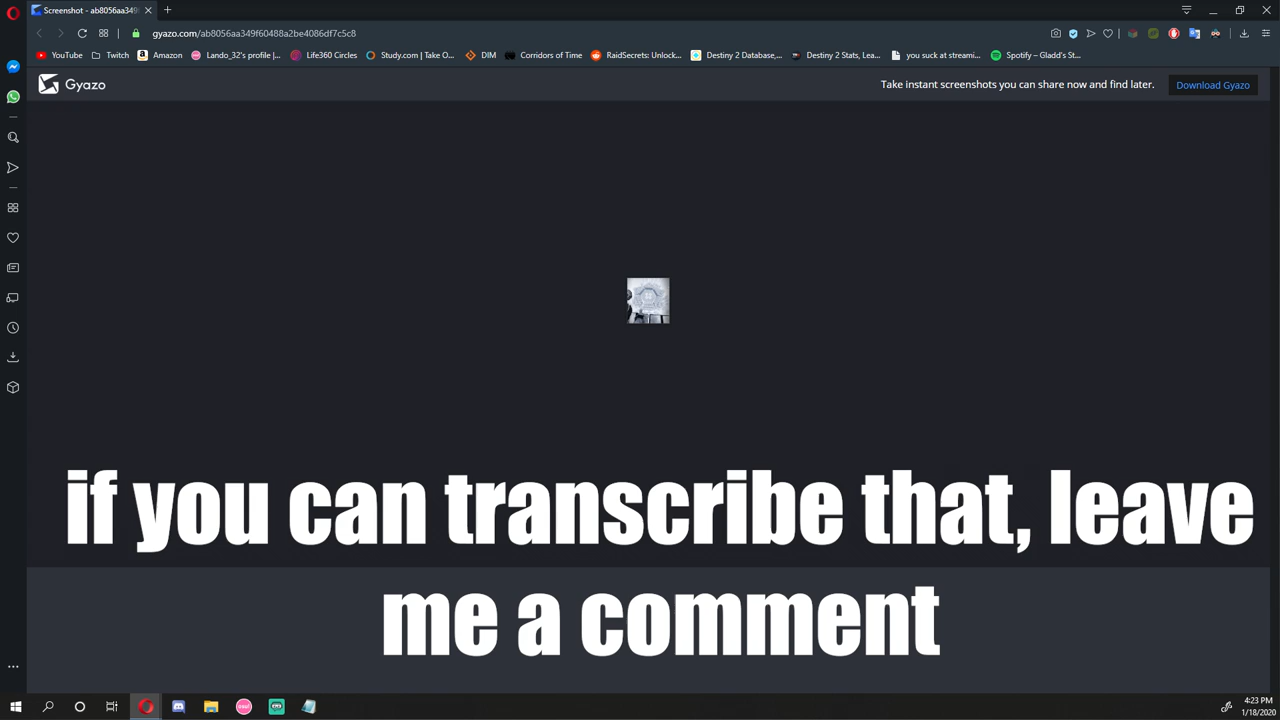 Screenshot - ab8056aa349
gyazo.com/ab8056aa349f60488a2be4086df7c5c8
YouTube Twitch Amazon Lando_32's profile |... Life360 Circles Study.com | Take O... DIM Corridors of Time RaidSecrets: Unlock... Destiny 2 Database,... Destiny 2 Stats, Lea... you suck at streami... Spotify – Glad's St...
Gyazo
Take instant screenshots you can share now and find later. Download Gyazo
if you can transcribe that, leave
me a comment
osu!
4:23 PM
1/18/2020